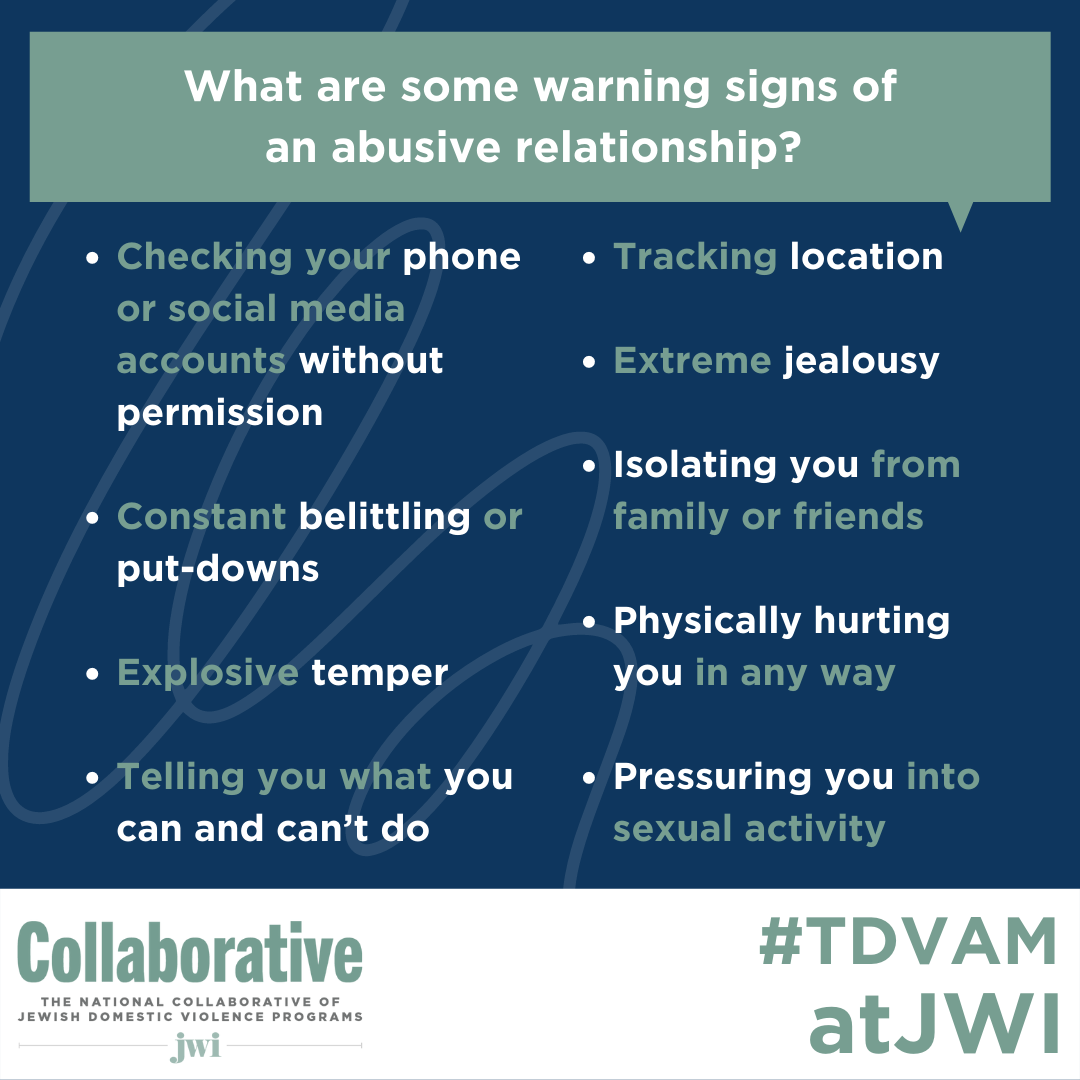 What are some warning signs of
an abusive relationship?
• Checking your phone
or social media
accounts without
permission
• Constant belittling or
put-downs
• Explosive temper
• Telling you what you
can and can’t do
• Tracking location
• Extreme jealousy
• Isolating you from
family or friends
• Physically hurting
you in any way
• Pressuring you into
sexual activity
Collaborative
THE NATIONAL COLLABORATIVE OF
JEWISH DOMESTIC VIOLENCE PROGRAMS
jwi
#TDVAM
atJWI